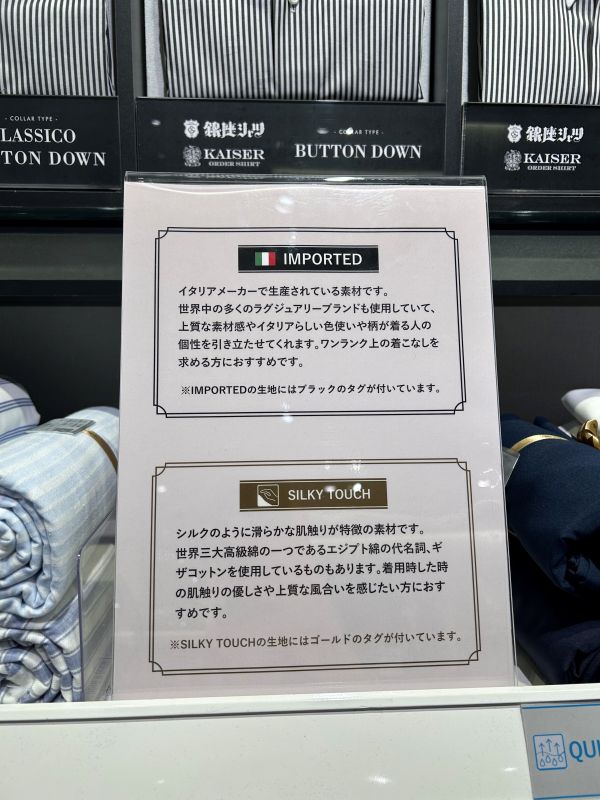 - COLLAR TYPE -
LASSICO
TON DOWN
銀座シャツ
KAISER
ORDER SHIRT
COLLAR TYPE -
BUTTON DOWN
銀座シャツ
KAISER
ORDER SHIRT
IMPORTED
イタリアメーカーで生産されている素材です。
世界中の多くのラグジュアリーブランドも使用していて、
上質な素材感やイタリアらしい色使いや柄が着る人の
個性を引き立たせてくれます。ワンランク上の着こなしを
求める方におすすめです。
※IMPORTEDの生地にはブラックのタグが付いています。
SILKY TOUCH
シルクのように滑らかな肌触りが特徴の素材です。
世界三大高級綿の一つであるエジプト綿の代名詞、ギ
ザコットンを使用しているものもあります。着用時した時
の肌触りの優しさや上質な風合いを感じたい方におす
すめです。
※SILKY TOUCHの生地にはゴールドのタグが付いています。